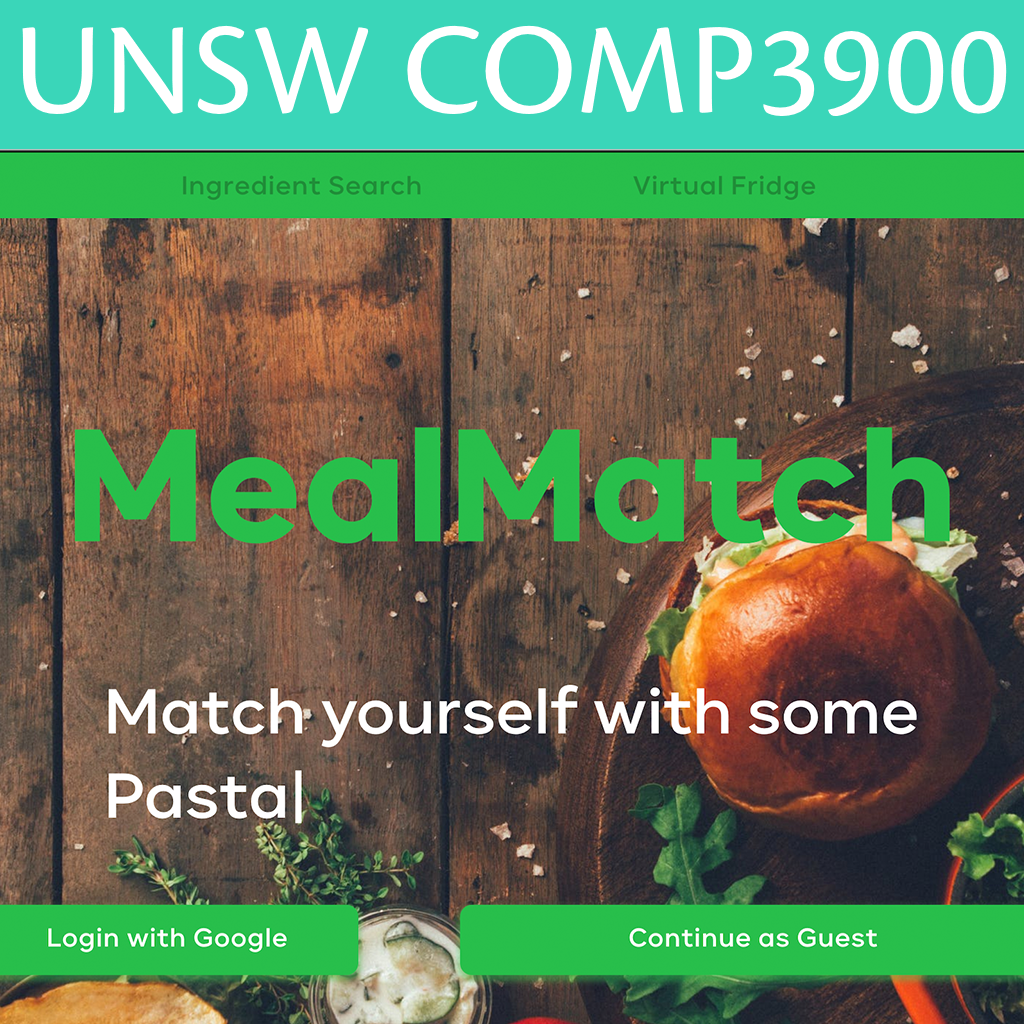 UNSW COMP3900
Ingredient Search Virtual Fridge
MealMatch
Match yourself with some
Pasta|
Login with Google Continue as Guest